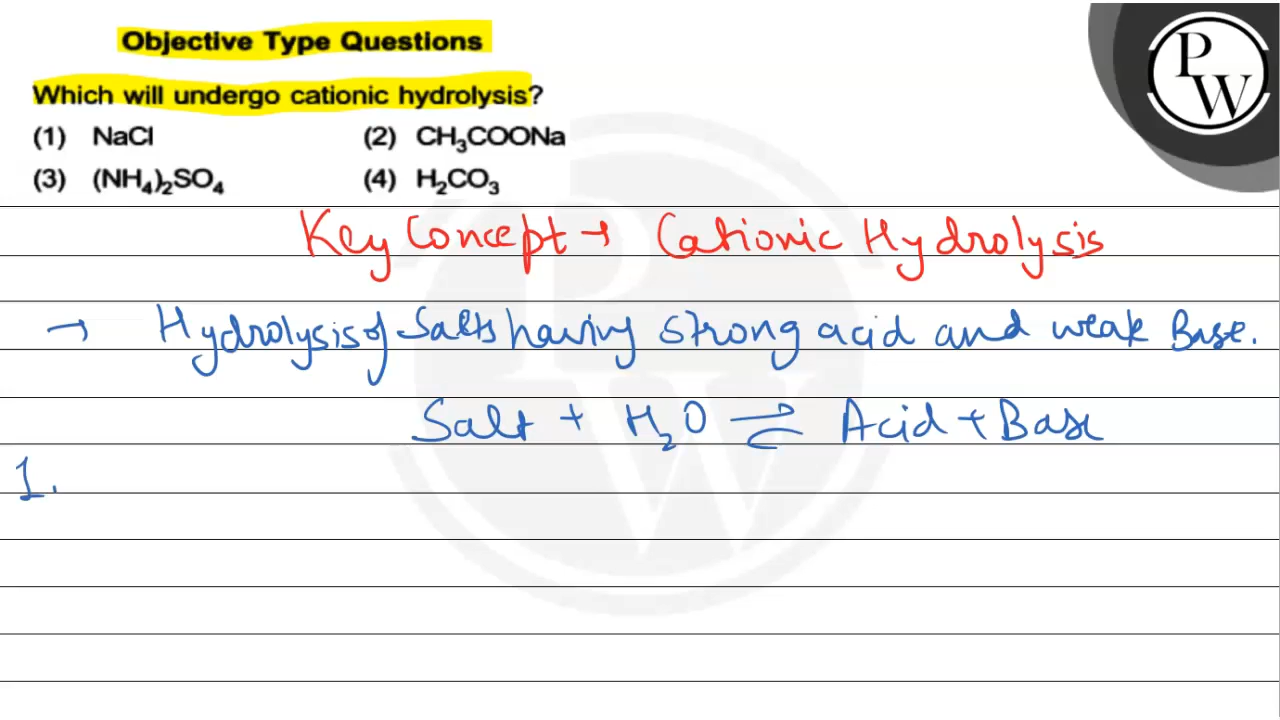 Objective Type Questions
Which will undergo cationic hydrolysis?
(1) NaCl (2) CH₃COONa
(3) (NH₄)₂SO₄ (4) H₂CO₃
P
W
Key Concept → Cationic Hydrolysis
→ Hydrolysis of Salts having strong acid and weak Base.
Salt + H₂O ⇌ Acid + Base
1.